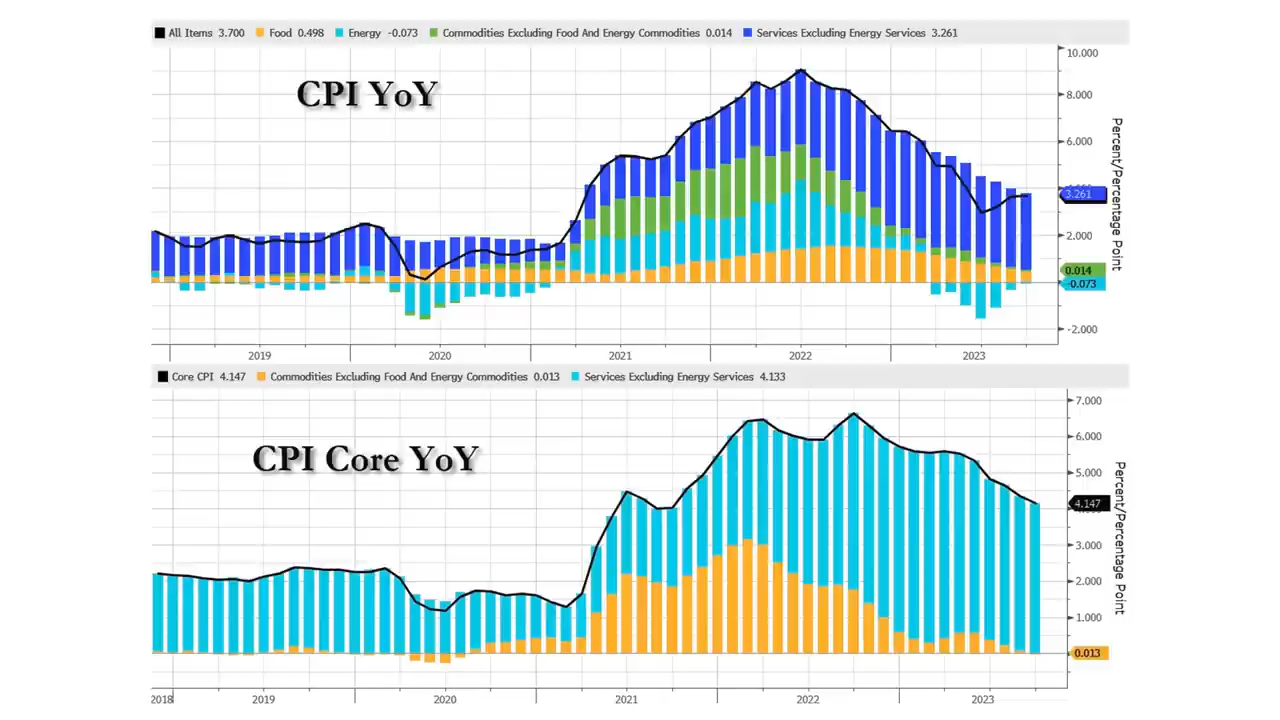 All Items 3.700 Food 0.498 Energy -0.073 Commodities Excluding Food And Energy Commodities 0.014 Services Excluding Energy Services 3.261
CPI YoY
10.000
8.000
6.000
3.261
2.000
0.014
-0.073
-2.000
Percent/Percentage Point
2019 2020 2021 2022 2023
Core CPI 4.147 Commodities Excluding Food And Energy Commodities 0.013 Services Excluding Energy Services 4.133
CPI Core YoY
7.000
6.000
5.000
4.147
3.000
2.000
1.000
0.013
Percent/Percentage Point
2018 2019 2020 2021 2022 2023